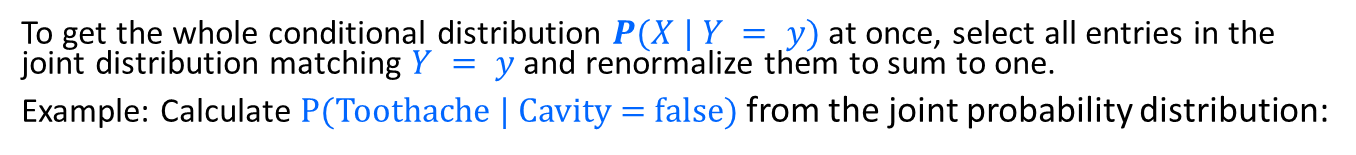 To get the whole conditional distribution P(X | Y = y) at once, select all entries in the
joint distribution matching Y = y and renormalize them to sum to one.
Example: Calculate P(Toothache | Cavity = false) from the joint probability distribution: